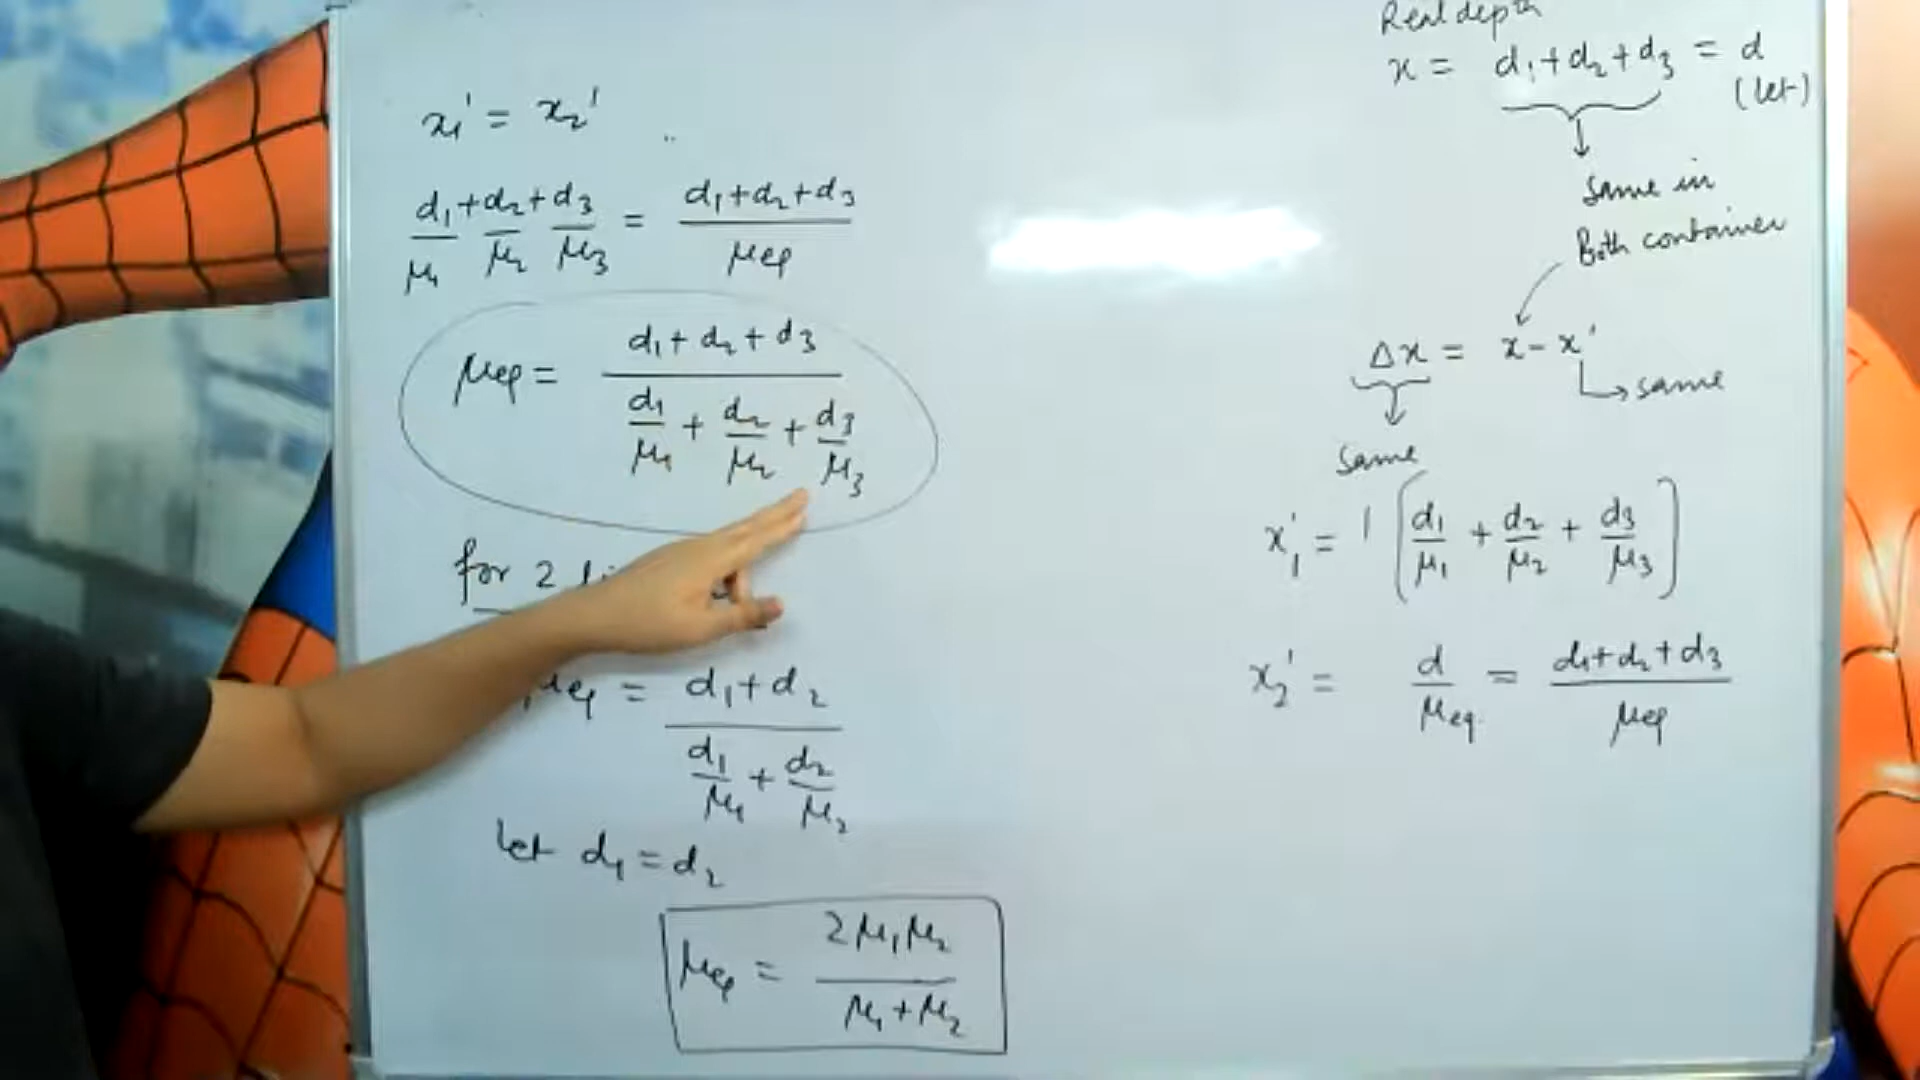 x₁' = x₂'
d₁/μ₁ + d₂/μ₂ + d₃/μ₃ = (d₁+d₂+d₃)/μeq
μeq = (d₁+d₂+d₃)/(d₁/μ₁ + d₂/μ₂ + d₃/μ₃)
for 2
μeq = (d₁+d₂)/(d₁/μ₁ + d₂/μ₂)
let d₁ = d₂
μeq = 2μ₁μ₂/(μ₁+μ₂)
Real depth
x = d₁+d₂+d₃ = d
(let)
Same in
Both container
Δx = x - x'
same
Same
x₁' = 1 [d₁/μ₁ + d₂/μ₂ + d₃/μ₃]
x₂' = d/μeq = (d₁+d₂+d₃)/μeq